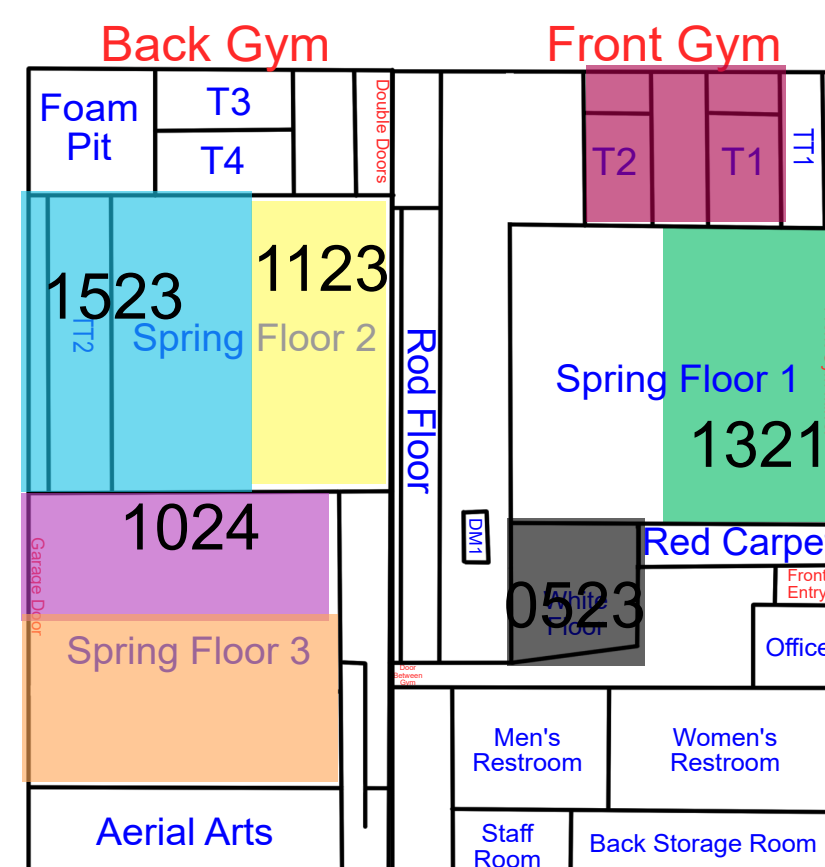 Back Gym
Front Gym
Foam
Pit
T3
T4
Double Doors
T2
T1
TT1
1523
1123
TT2
Spring Floor 2
Rod Floor
Spring Floor 1
1321
1024
DM1
Red Carpe
Garage Door
0523
White
Floor
Front
Entry
Spring Floor 3
Office
Door
Between
Gym
Men's
Restroom
Women's
Restroom
Aerial Arts
Staff
Room
Back Storage Room